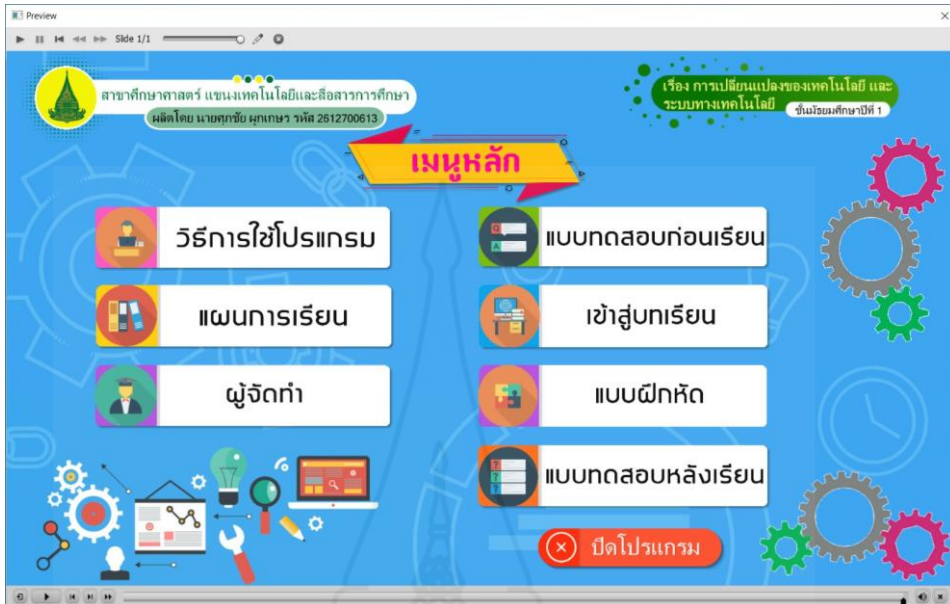 Preview
Slide 1/1
สาขาศึกษาศาสตร์ แขนงเทคโนโลยีและสื่อสารการศึกษา
ผลิตโดย นายศุภชัย ผุกเกษร รหัส 2612700613
เรื่อง การเปลี่ยนแปลงของเทคโนโลยี และ
ระบบทางเทคโนโลยี
ชั้นมัธยมศึกษาปีที่ 1
เมนูหลัก
วิธีการใช้โปรแกรม
แผนการเรียน
ผู้จัดทำ
Q
A
แบบทดสอบก่อนเรียน
เข้าสู่บทเรียน
แบบฝึกหัด
?
?
?
แบบทดสอบหลังเรียน
ปิดโปรแกรม